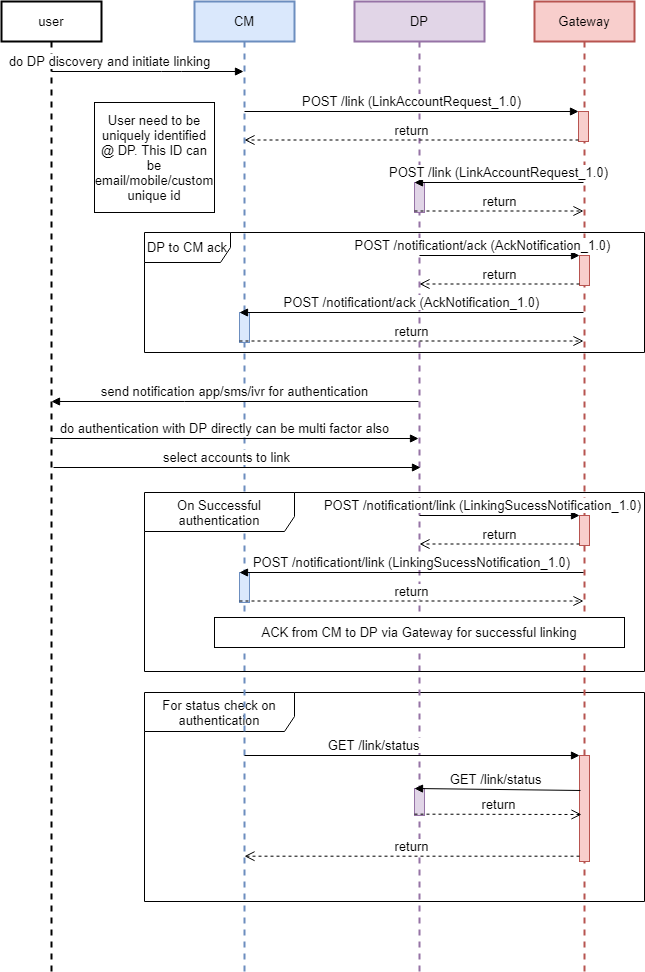 user
CM
DP
Gateway
do DP discovery and initiate linking
POST /link (LinkAccountRequest_1.0)
User need to be
uniquely identified
@ DP. This ID can
be
email/mobile/custom
unique id
return
POST /link (LinkAccountRequest_1.0)
return
DP to CM ack
POST /notificationt/ack (AckNotification_1.0)
return
POST /notificationt/ack (AckNotification_1.0)
return
send notification app/sms/ivr for authentication
do authentication with DP directly can be multi factor also
select accounts to link
On Successful
authentication
POST /notificationt/link (LinkingSucessNotification_1.0)
return
POST /notificationt/link (LinkingSucessNotification_1.0)
return
ACK from CM to DP via Gateway for successful linking
For status check on
authentication
GET /link/status
GET /link/status
return
return